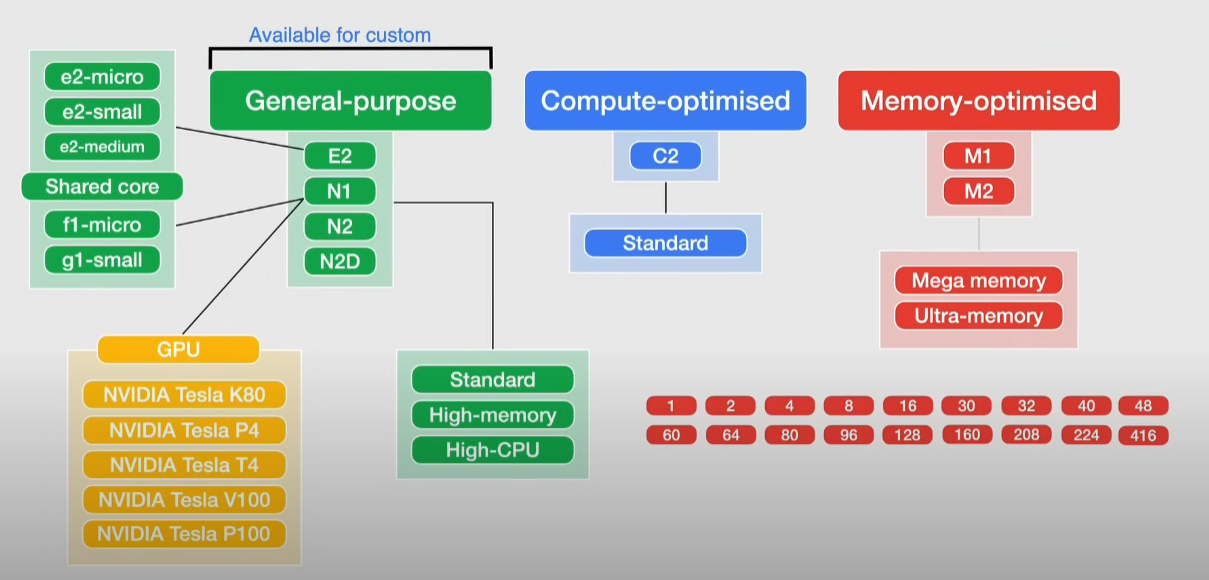 Available for custom
e2-micro
e2-small
e2-medium
Shared core
f1-micro
g1-small
General-purpose
E2
N1
N2
N2D
GPU
NVIDIA Tesla K80
NVIDIA Tesla P4
NVIDIA Tesla T4
NVIDIA Tesla V100
NVIDIA Tesla P100
Standard
High-memory
High-CPU
Compute-optimised
C2
Standard
Memory-optimised
M1
M2
Mega memory
Ultra-memory
1 2 4 8 16 30 32 40 48
60 64 80 96 128 160 208 224 416